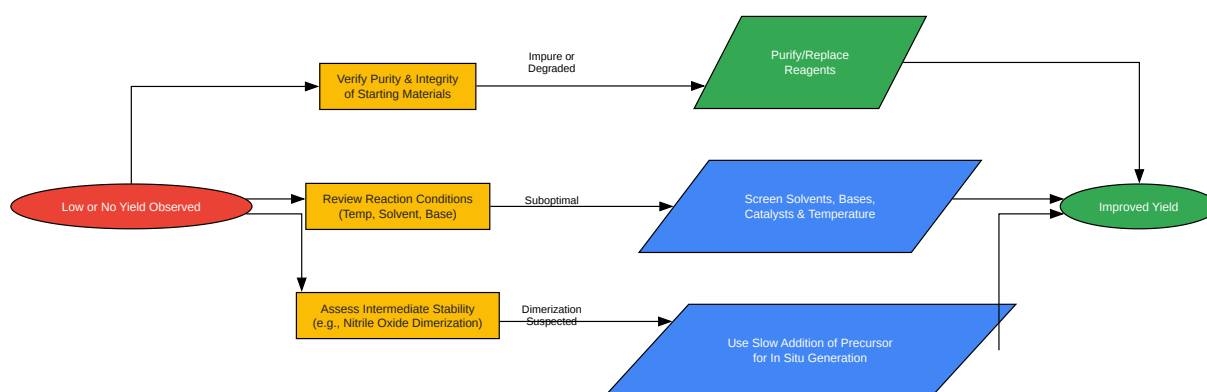 Impure or
Degraded
Purify/Replace
Reagents
Verify Purity & Integrity
of Starting Materials
Low or No Yield Observed
Review Reaction Conditions
(Temp, Solvent, Base)
Suboptimal
Screen Solvents, Bases,
Catalysts & Temperature
Improved Yield
Assess Intermediate Stability
(e.g., Nitrile Oxide Dimerization)
Dimerization
Suspected
Use Slow Addition of Precursor
for In Situ Generation